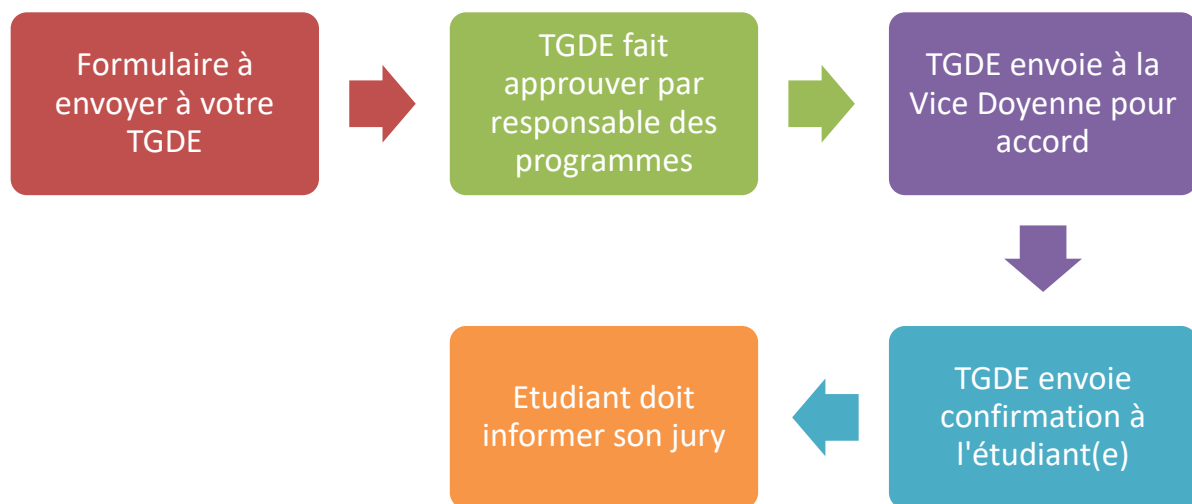 Formulaire à
envoyer à votre
TGDE
TGDE fait
approuver par
responsable des
programmes
TGDE envoie à la
Vice Doyenne pour
accord
TGDE envoie
confirmation à
l'étudiant(e)
Etudiant doit
informer son jury